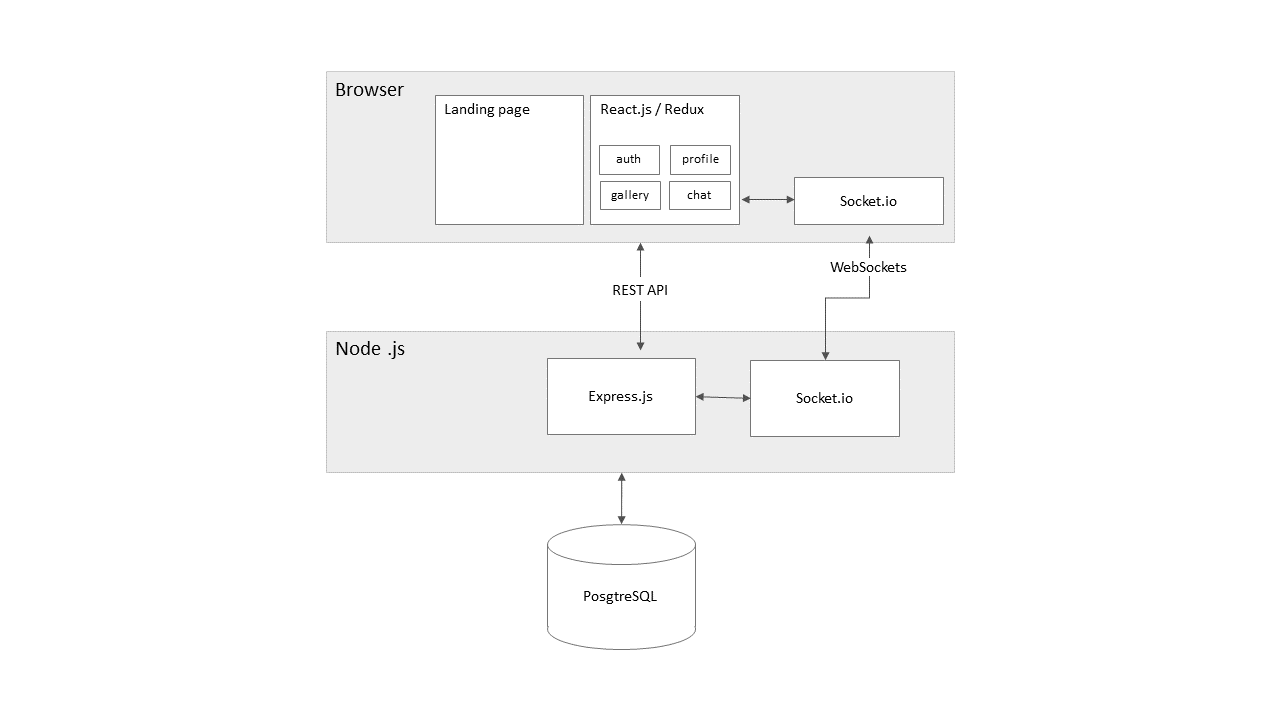 Browser
Landing page
React.js / Redux
auth
profile
gallery
chat
Socket.io
WebSockets
REST API
Node .js
Express.js
Socket.io
PosgtreSQL